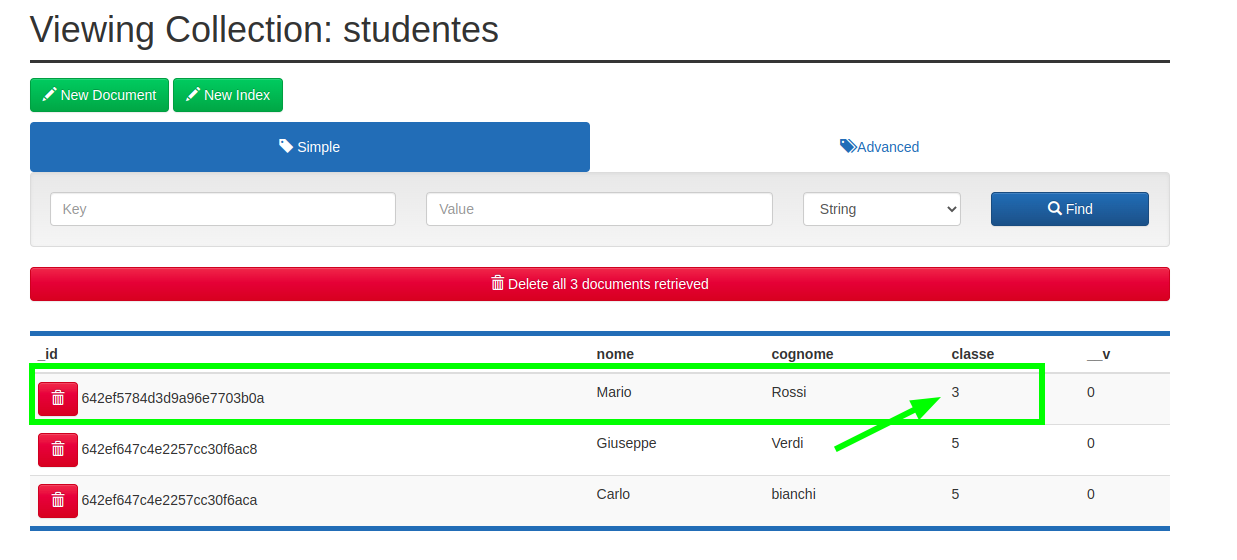 Viewing Collection: studentes
New Document New Index
Simple Advanced
Key Value String Find
Delete all 3 documents retrieved
_id nome cognome classe __v
642ef5784d3d9a96e7703b0a Mario Rossi 3 0
642ef647c4e2257cc30f6ac8 Giuseppe Verdi 5 0
642ef647c4e2257cc30f6aca Carlo bianchi 5 0